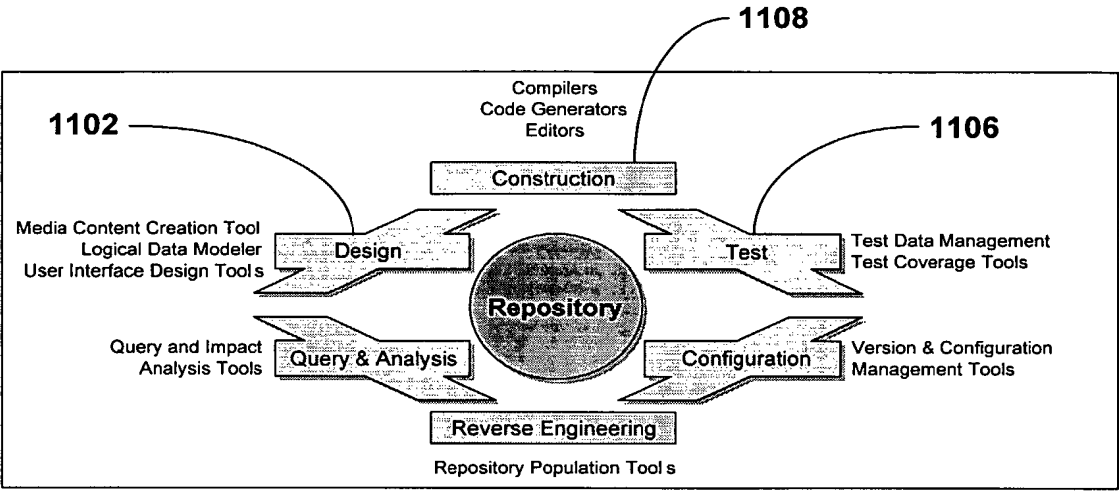 1108
Compilers
Code Generators
Editors
1102
1106
Construction
Media Content Creation Tool
Logical Data Modeler
User Interface Design Tools
Design
Test
Test Data Management
Test Coverage Tools
Repository
Query and Impact
Analysis Tools
Query & Analysis
Configuration
Version & Configuration
Management Tools
Reverse Engineering
Repository Population Tools